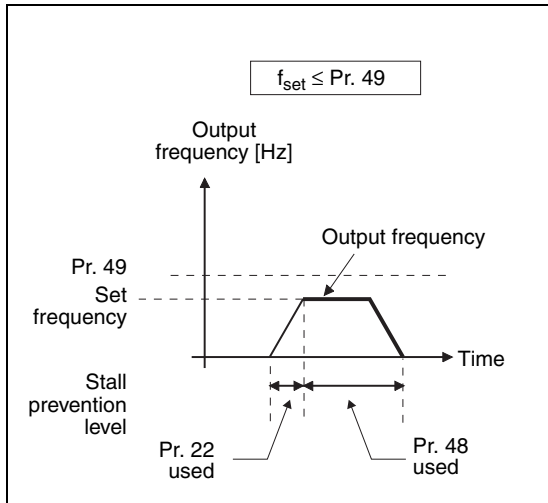 fset ≤ Pr. 49
Output
frequency [Hz]
Output frequency
Pr. 49
Set
frequency
Time
Stall
prevention
level
Pr. 22
used
Pr. 48
used